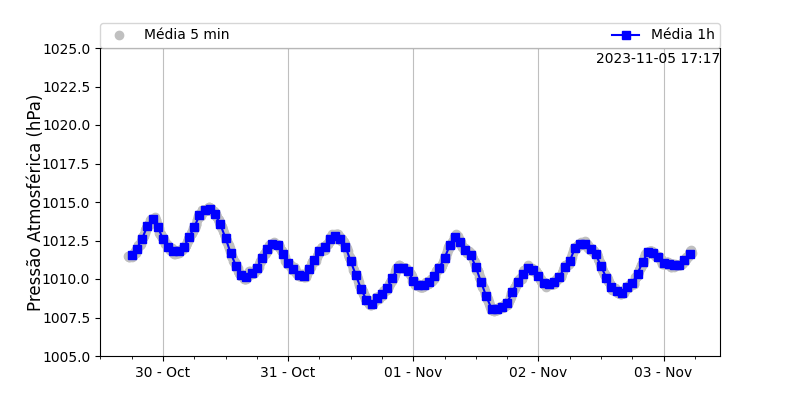 Média 5 min
Média 1h
2023-11-05 17:17
Pressão Atmosférica (hPa)
1025.0
1022.5
1020.0
1017.5
1015.0
1012.5
1010.0
1007.5
1005.0
30 - Oct
31 - Oct
01 - Nov
02 - Nov
03 - Nov